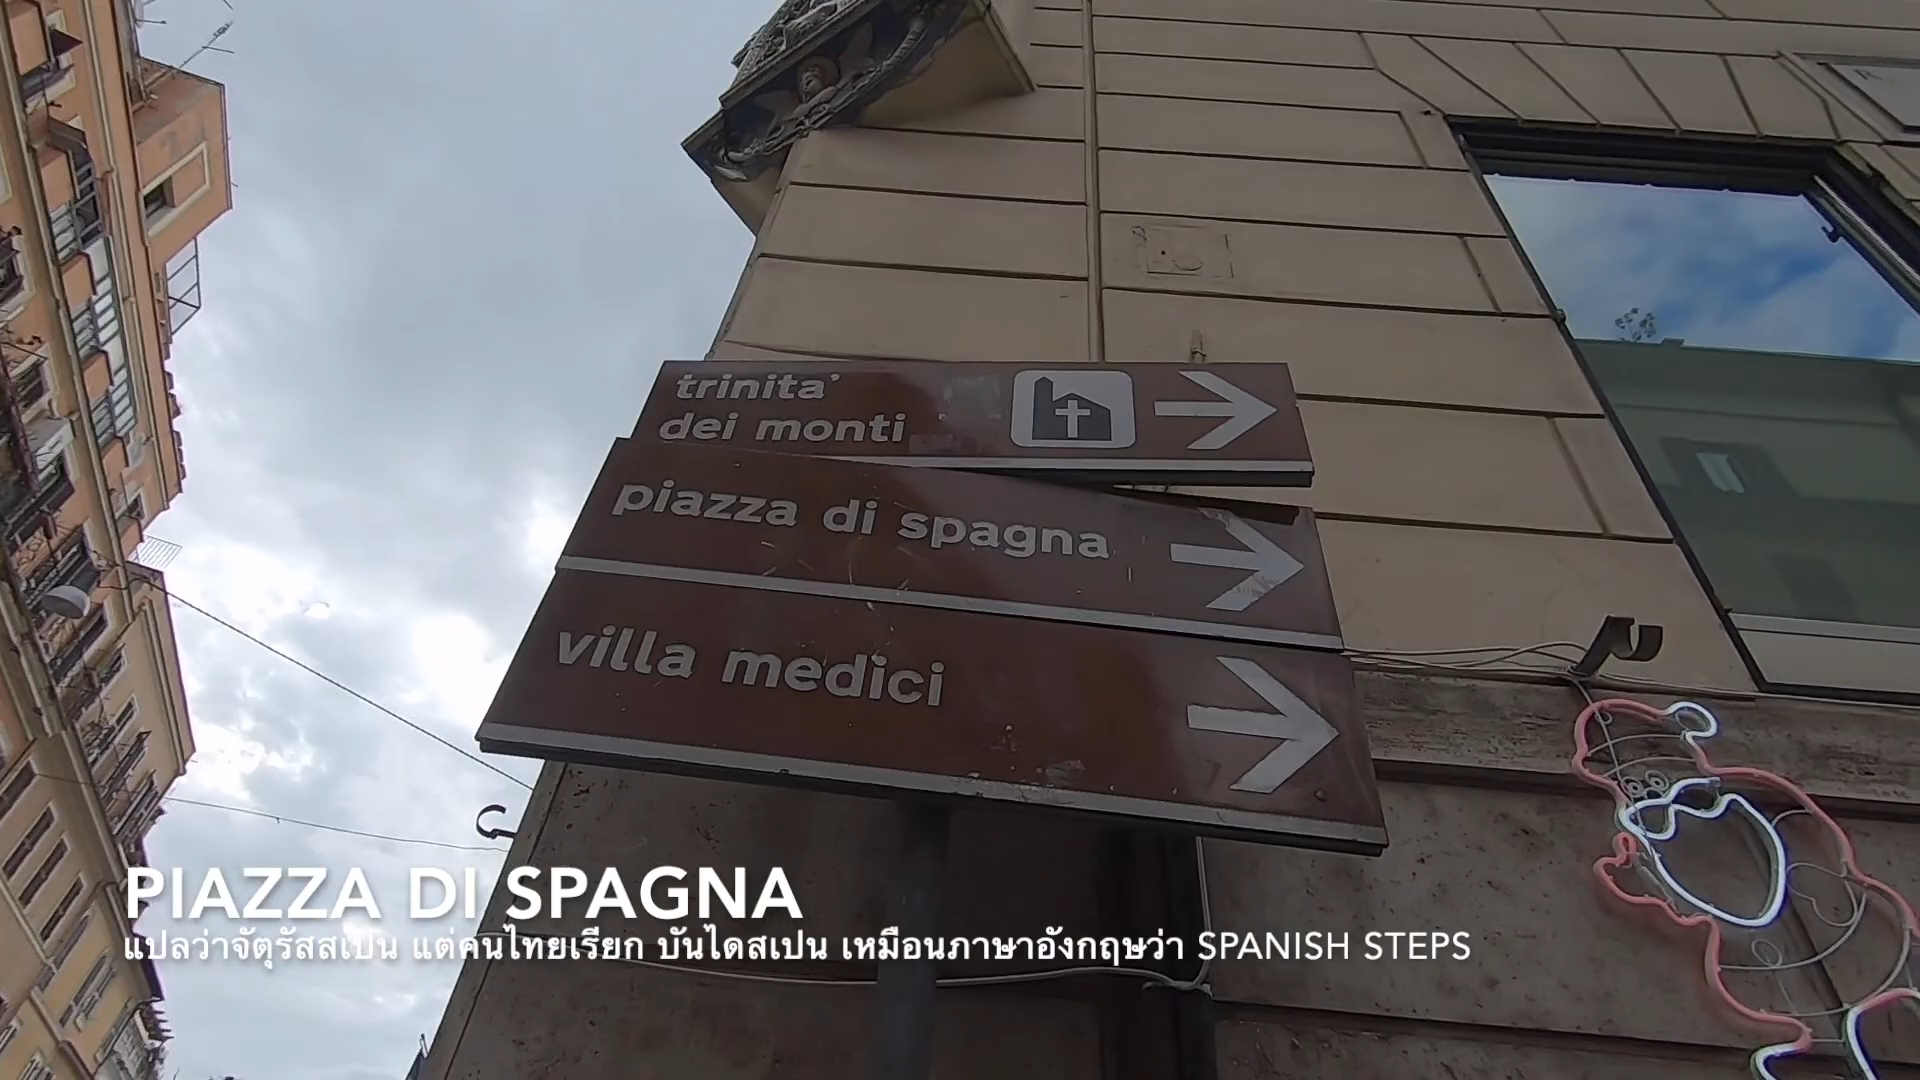 trinita'
dei monti
piazza di spagna
villa medici
PIAZZA DI SPAGNA
แปลว่าจัตุรัสสเปน แต่คนไทยเรียก บันไดสเปน เหมือนภาษาอังกฤษว่า SPANISH STEPS